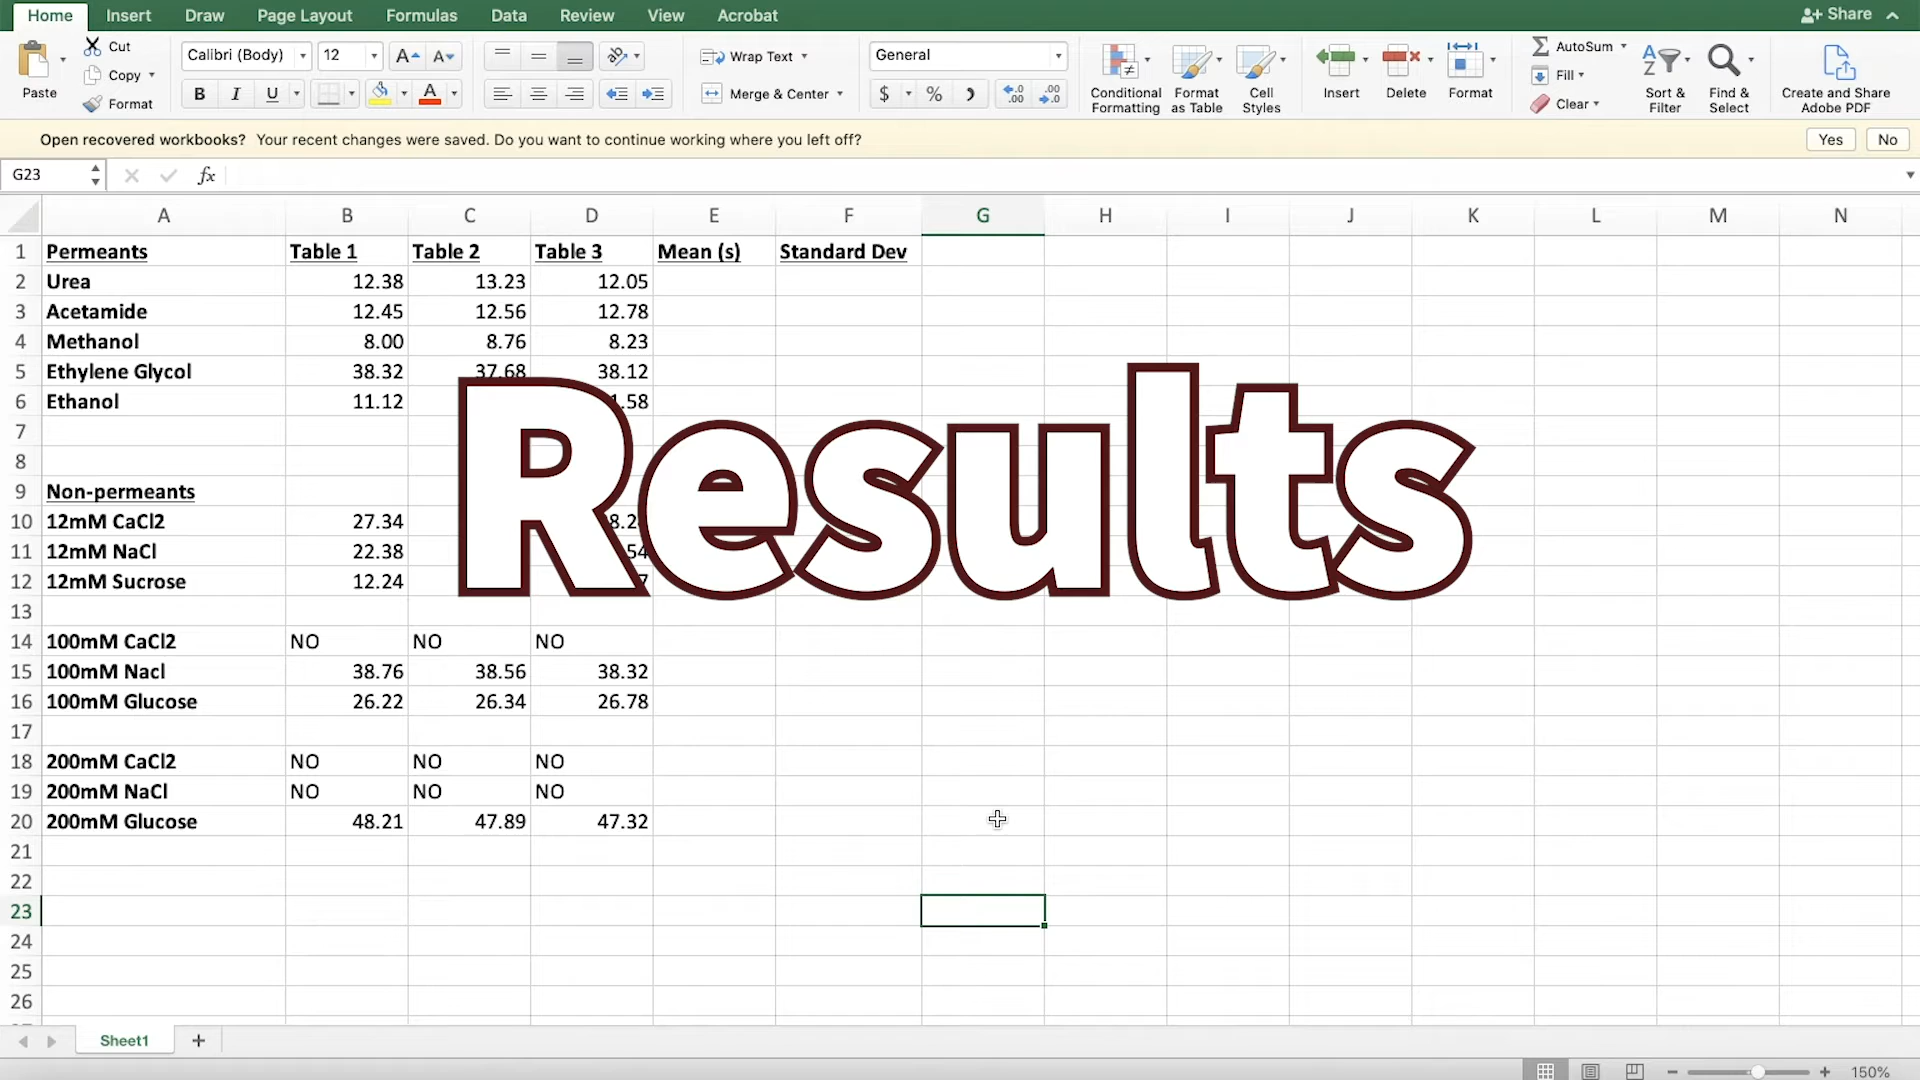 Home Insert Draw Page Layout Formulas Data Review View Acrobat Share
Paste Cut Copy Format
Calibri (Body) 12 A A
B I U A
Wrap Text
Merge & Center
General
$ % .0 .00 .00 .0
Conditional Formatting
Format as Table
Cell Styles
Insert Delete Format
AutoSum
Fill
Clear
Sort & Filter
Find & Select
Create and Share Adobe PDF
Open recovered workbooks? Your recent changes were saved. Do you want to continue working where you left off? Yes No
G23 fx
A B C D E F G H I J K L M N
1 Permeants Table 1 Table 2 Table 3 Mean (s) Standard Dev
2 Urea 12.38 13.23 12.05
3 Acetamide 12.45 12.56 12.78
4 Methanol 8.00 8.76 8.23
5 Ethylene Glycol 38.32 37.68 38.12
6 Ethanol 11.12
7
8
9 Non-permeants
10 12mM CaCl2 27.34
11 12mM NaCl 22.38
12 12mM Sucrose 12.24
Results
13
14 100mM CaCl2 NO NO NO
15 100mM Nacl 38.76 38.56 38.32
16 100mM Glucose 26.22 26.34 26.78
17
18 200mM CaCl2 NO NO NO
19 200mM NaCl NO NO NO
20 200mM Glucose 48.21 47.89 47.32
21
22
23
24
25
26
Sheet1
150%